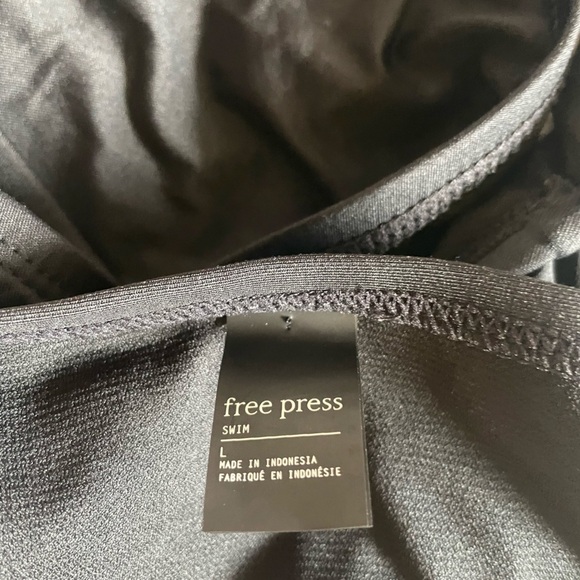 free press
SWIM
L
MADE IN INDONESIA
FABRIQUÉ EN INDONÉSIE